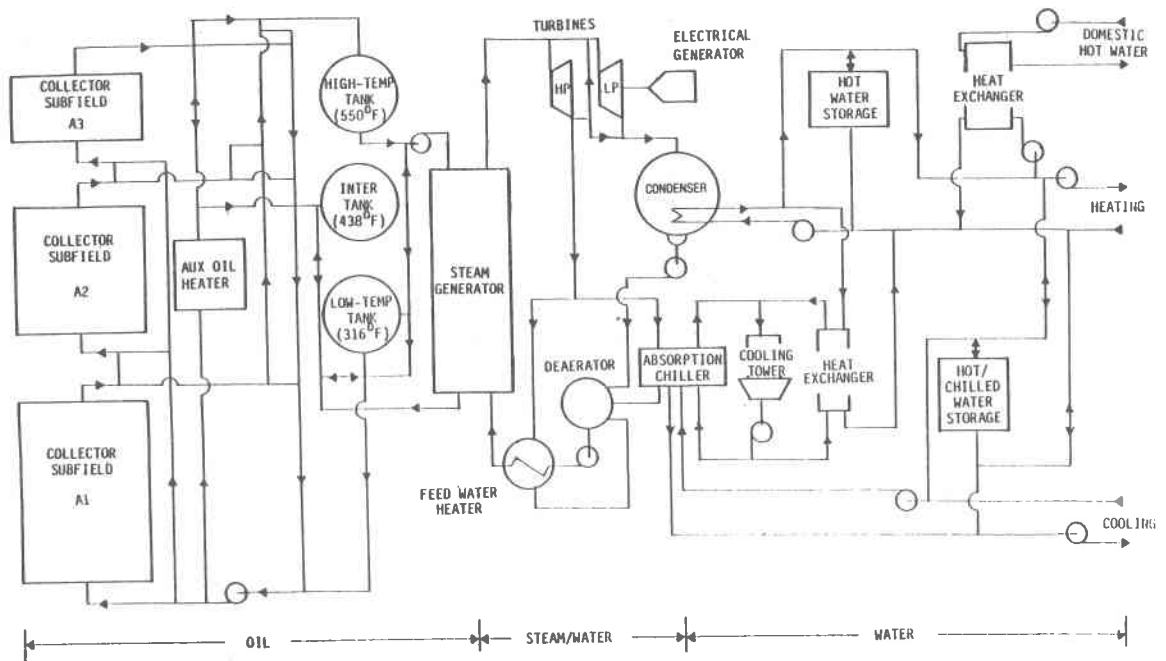 TURBINES
ELECTRICAL
GENERATOR
DOMESTIC
HOT WATER
COLLECTOR
SUBFIELD
A3
HIGH-TEMP
TANK
(550°F)
HP
LP
HOT
WATER
STORAGE
HEAT
EXCHANGER
INTER
TANK
(438°F)
CONDENSER
HEATING
COLLECTOR
SUBFIELD
A2
AUX OIL
HEATER
STEAM
GENERATOR
LOW-TEMP
TANK
(316°F)
DEAERATOR
ABSORPTION
CHILLER
COOLING
TOWER
HEAT
EXCHANGER
HOT/
CHILLED
WATER
STORAGE
COLLECTOR
SUBFIELD
A1
FEED WATER
HEATER
COOLING
OIL
STEAM/WATER
WATER